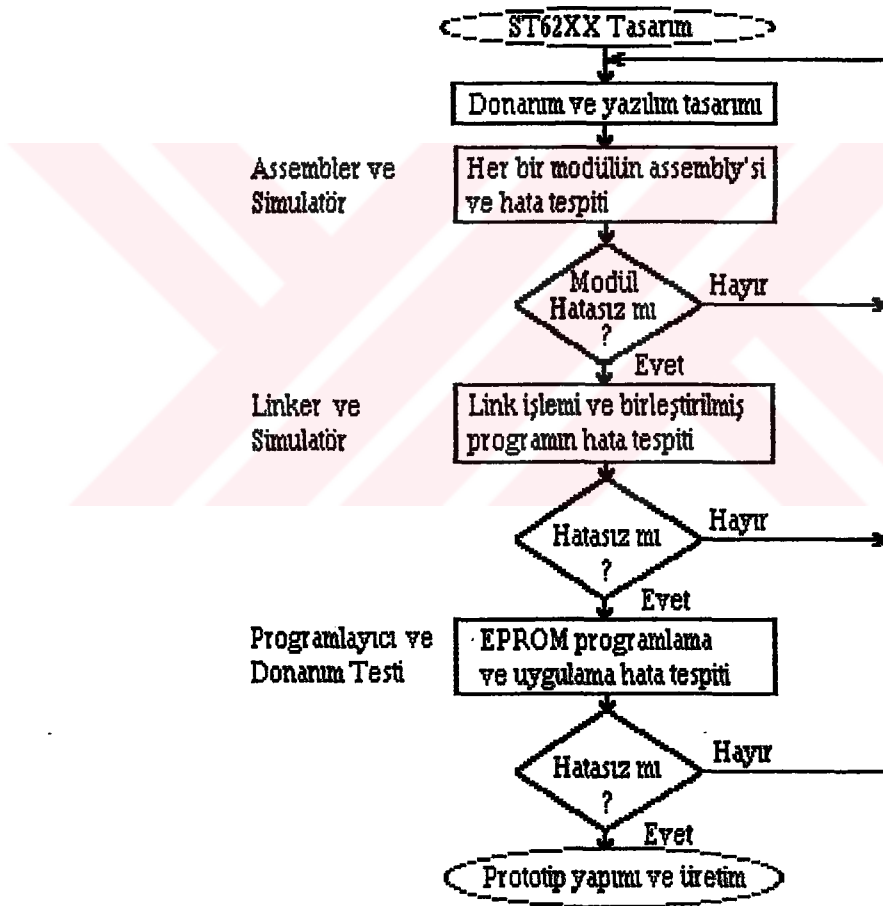 ST62XX Tasarım
Donanım ve yazılım tasarımı
Assembler ve
Simulatör
Her bir modülün assembly'si
ve hata tespiti
Modül
Hatasız mı
?
Hayır
Evet
Linker ve
Simulatör
Link işlemi ve birleştirilmiş
programın hata tespiti
Hatasız mı
?
Hayır
Evet
Programlayıcı ve
Donanım Testi
EPROM programlama
ve uygulama hata tespiti
Hatasız mı
?
Hayır
Evet
Prototip yapımı ve üretim